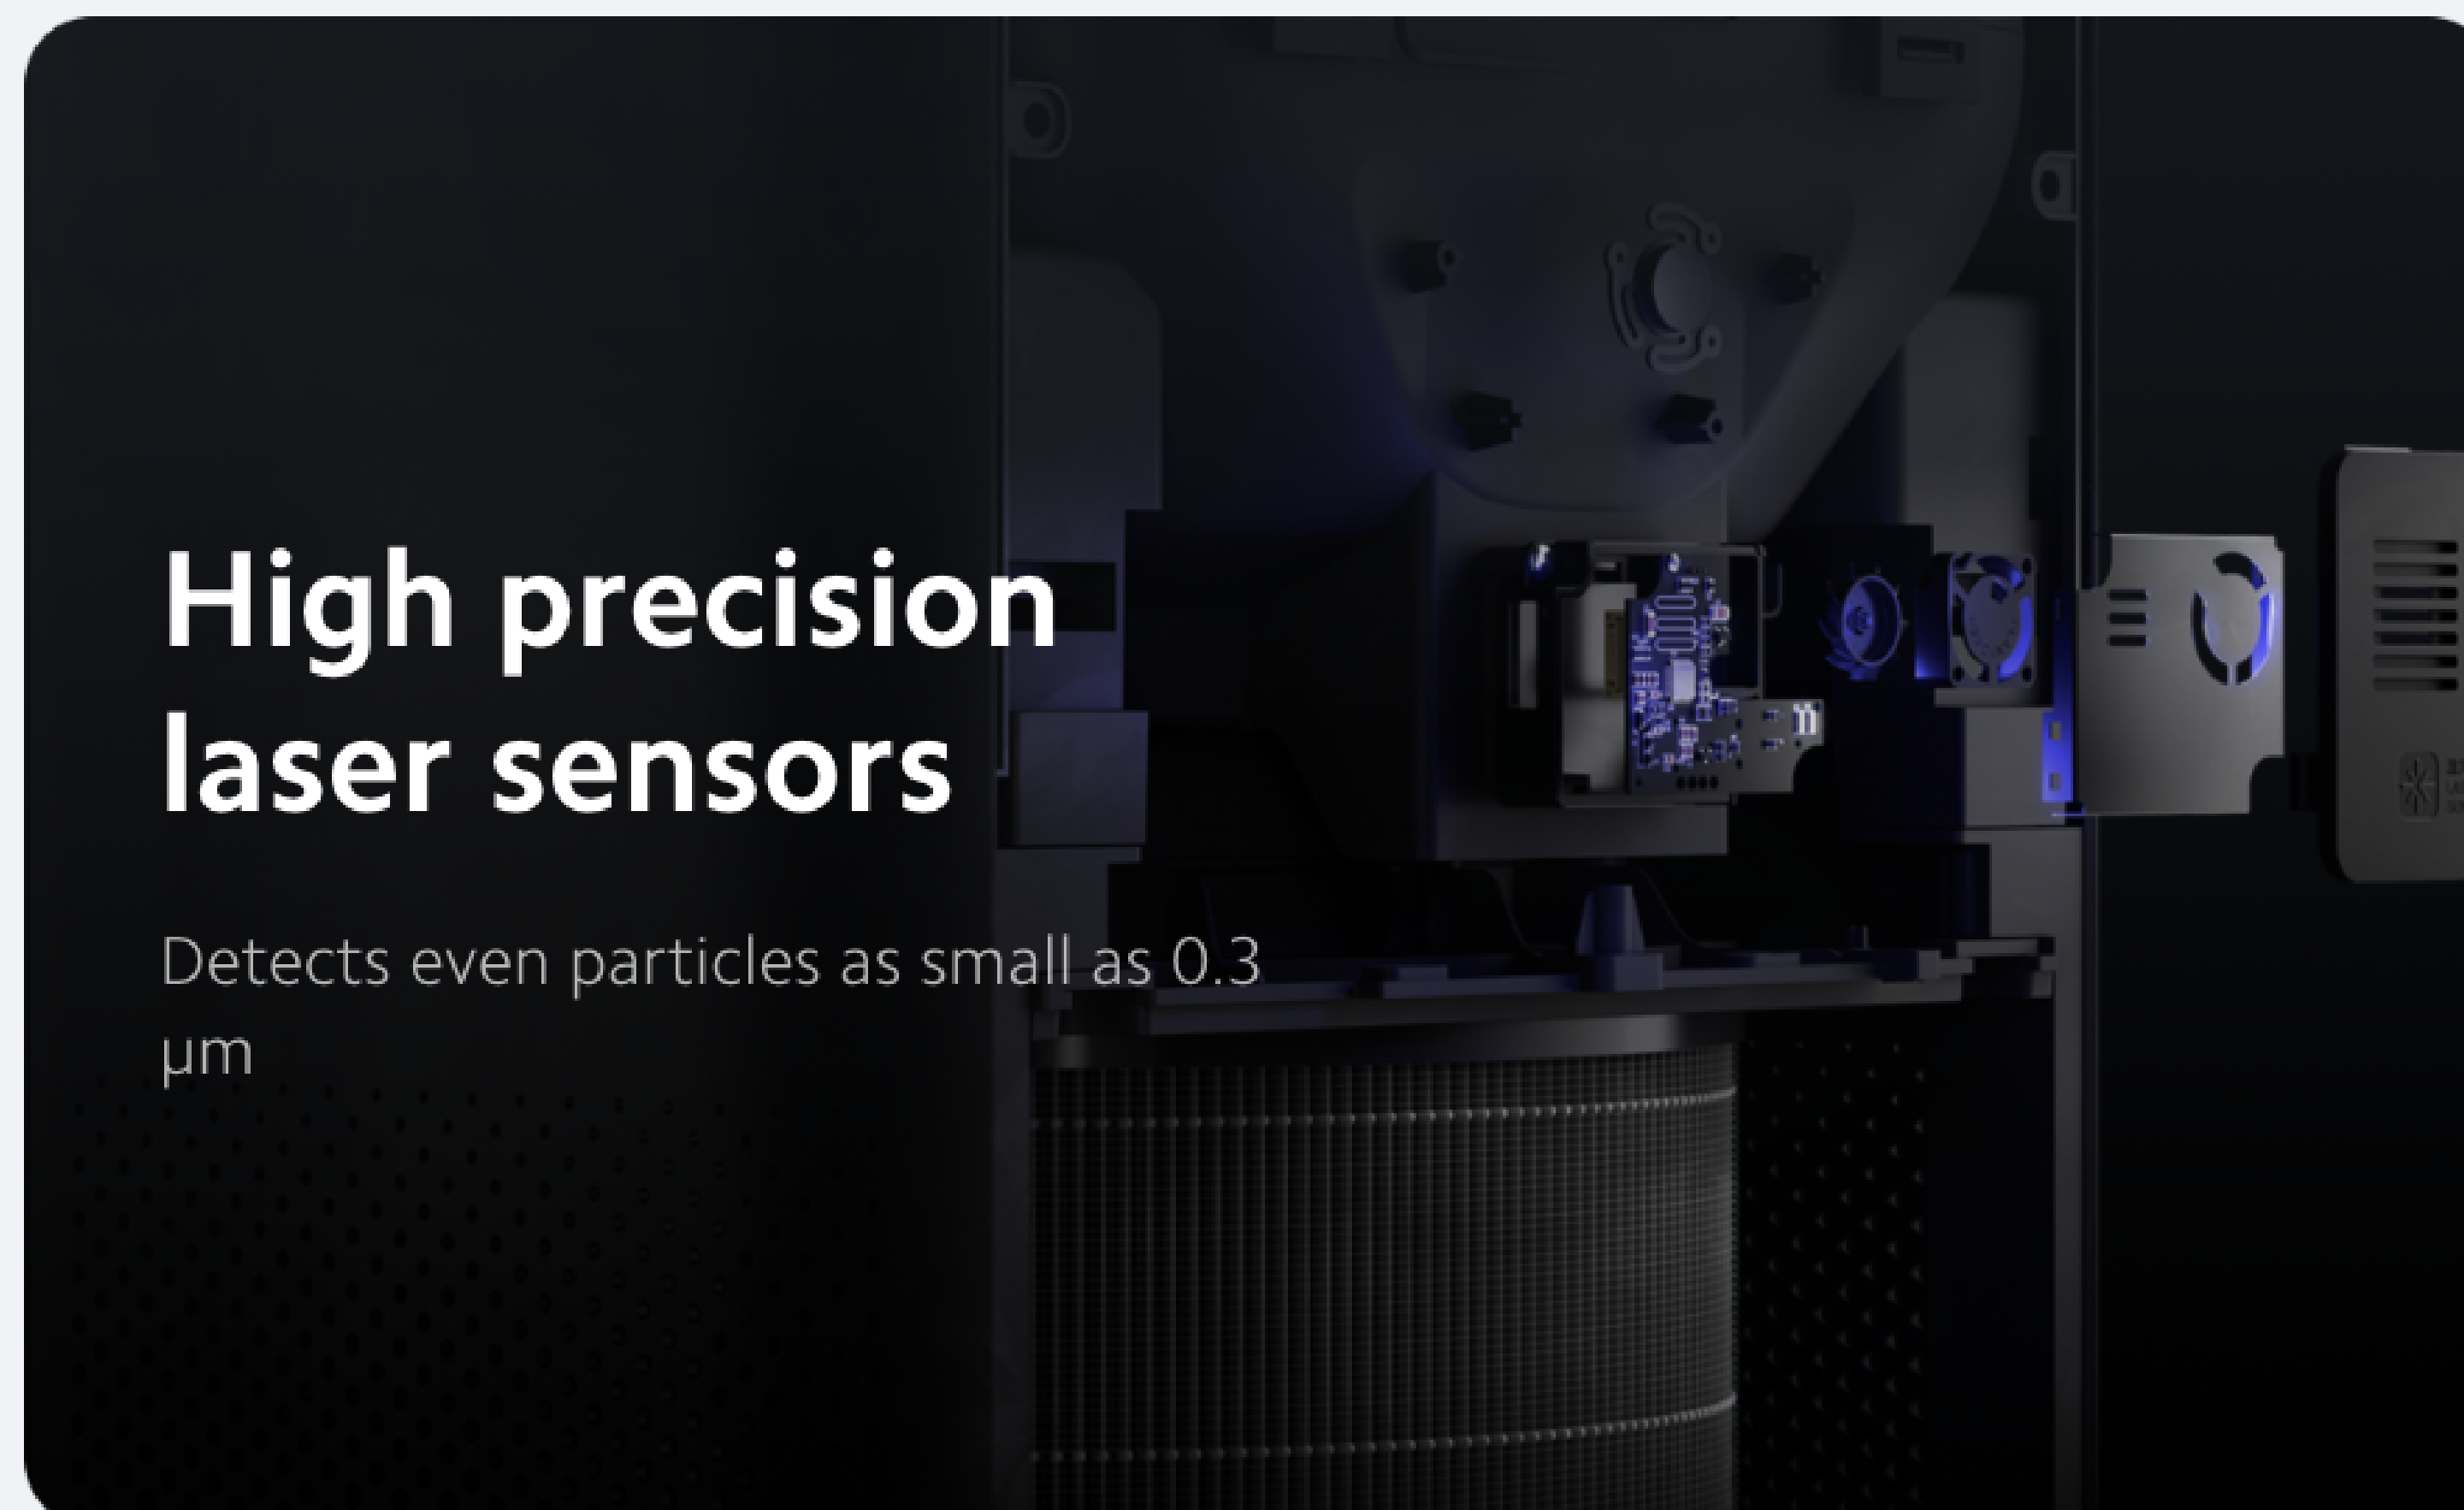 High precision
laser sensors
Detects even particles as small as 0.3
µm